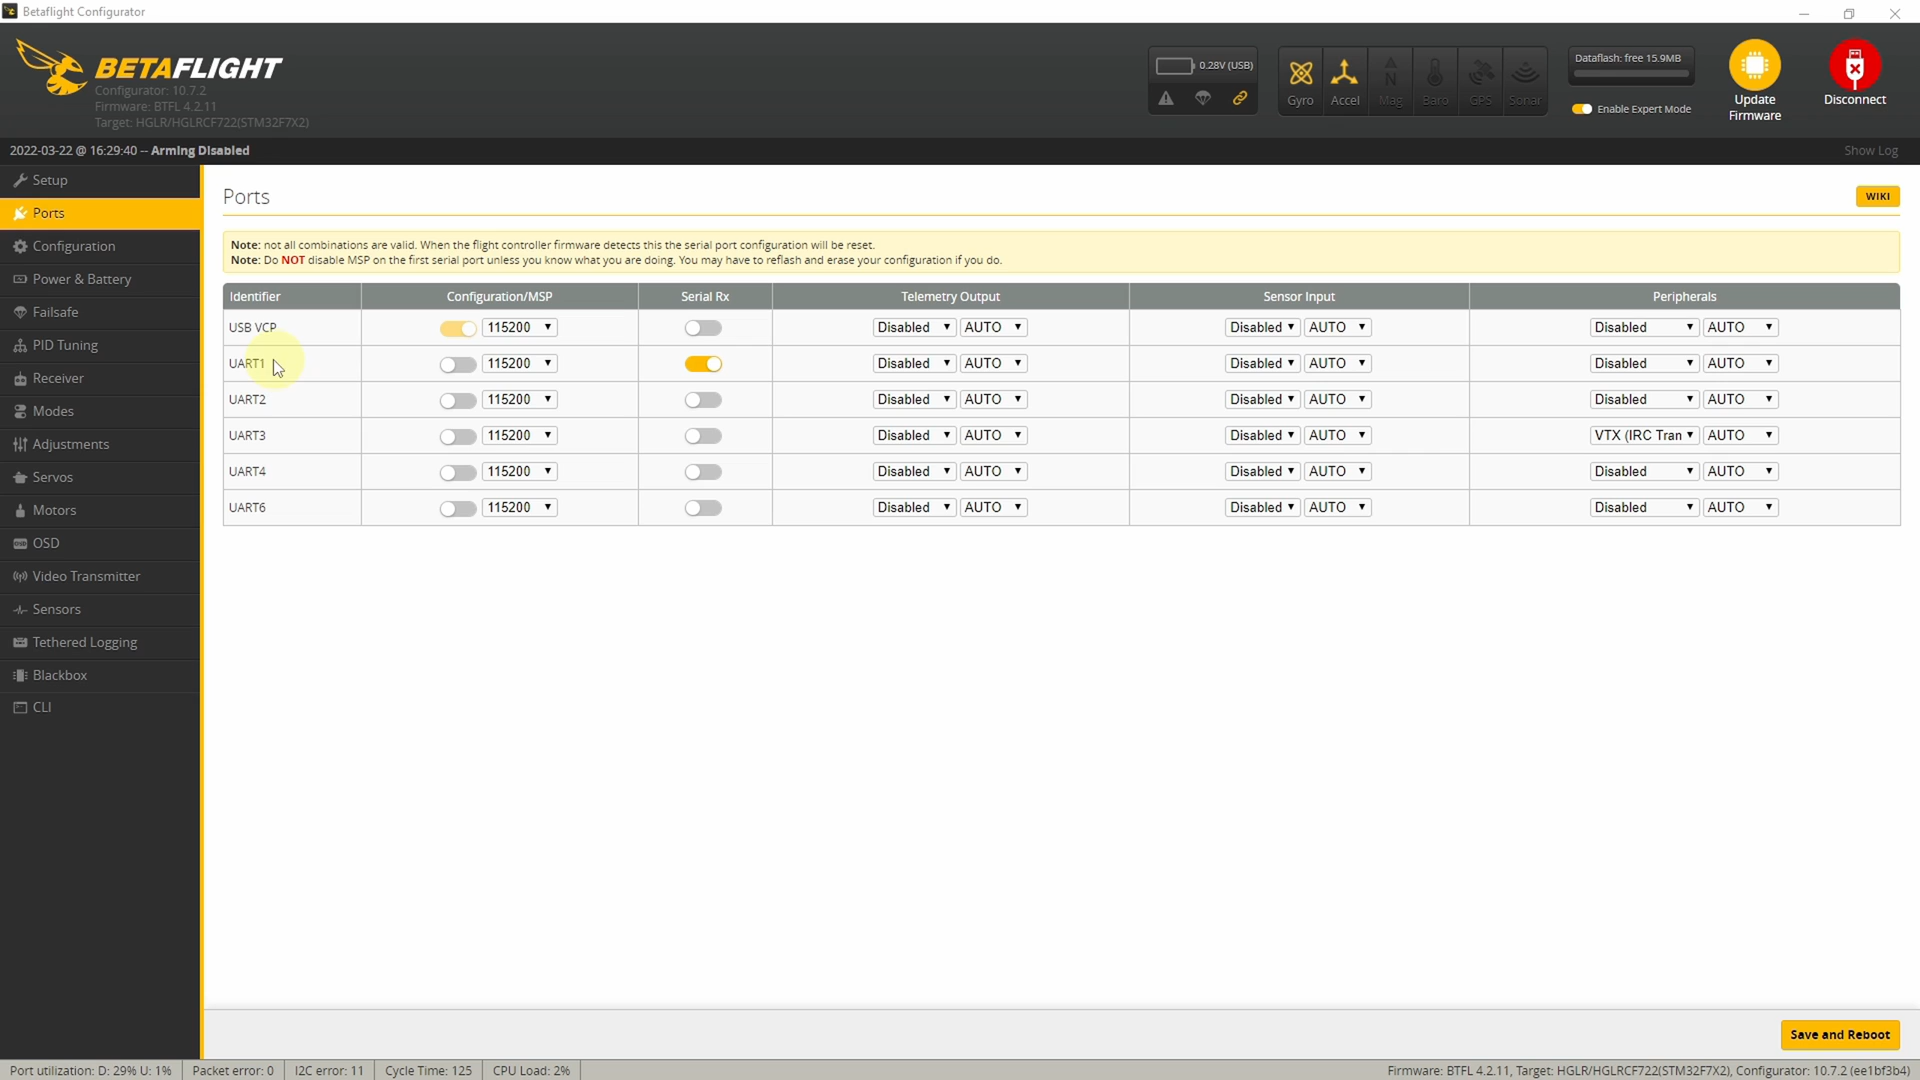 Betaflight Configurator
BETAFLIGHT
Configurator: 10.7.2
Firmware: BTFL 4.2.11
Target: HGLR/HGLRCF722(STM32F7X2)
0.28V (USB)
Gyro Accel Mag Baro GPS Sonar
Dataflash: free 15.9MB
Enable Expert Mode
Update
Firmware
Disconnect
2022-03-22 @ 16:29:40 -- Arming Disabled
Show Log
Setup
Ports
Configuration
Power & Battery
Failsafe
PID Tuning
Receiver
Modes
Adjustments
Servos
Motors
OSD
Video Transmitter
Sensors
Tethered Logging
Blackbox
CLI
Ports
WIKI
Note: not all combinations are valid. When the flight controller firmware detects this the serial port configuration will be reset.
Note: Do NOT disable MSP on the first serial port unless you know what you are doing. You may have to reflash and erase your configuration if you do.
Identifier Configuration/MSP Serial Rx Telemetry Output Sensor Input Peripherals
USB VCP 115200 Disabled AUTO Disabled AUTO Disabled AUTO
UART1 115200 Disabled AUTO Disabled AUTO Disabled AUTO
UART2 115200 Disabled AUTO Disabled AUTO Disabled AUTO
UART3 115200 Disabled AUTO Disabled AUTO VTX (IRC Tran AUTO
UART4 115200 Disabled AUTO Disabled AUTO Disabled AUTO
UART6 115200 Disabled AUTO Disabled AUTO Disabled AUTO
Save and Reboot
Port utilization: D: 29% U: 1% Packet error: 0 I2C error: 11 Cycle Time: 125 CPU Load: 2% Firmware: BTFL 4.2.11, Target: HGLR/HGLRCF722(STM32F7X2), Configurator: 10.7.2 (ee1bf3b4)